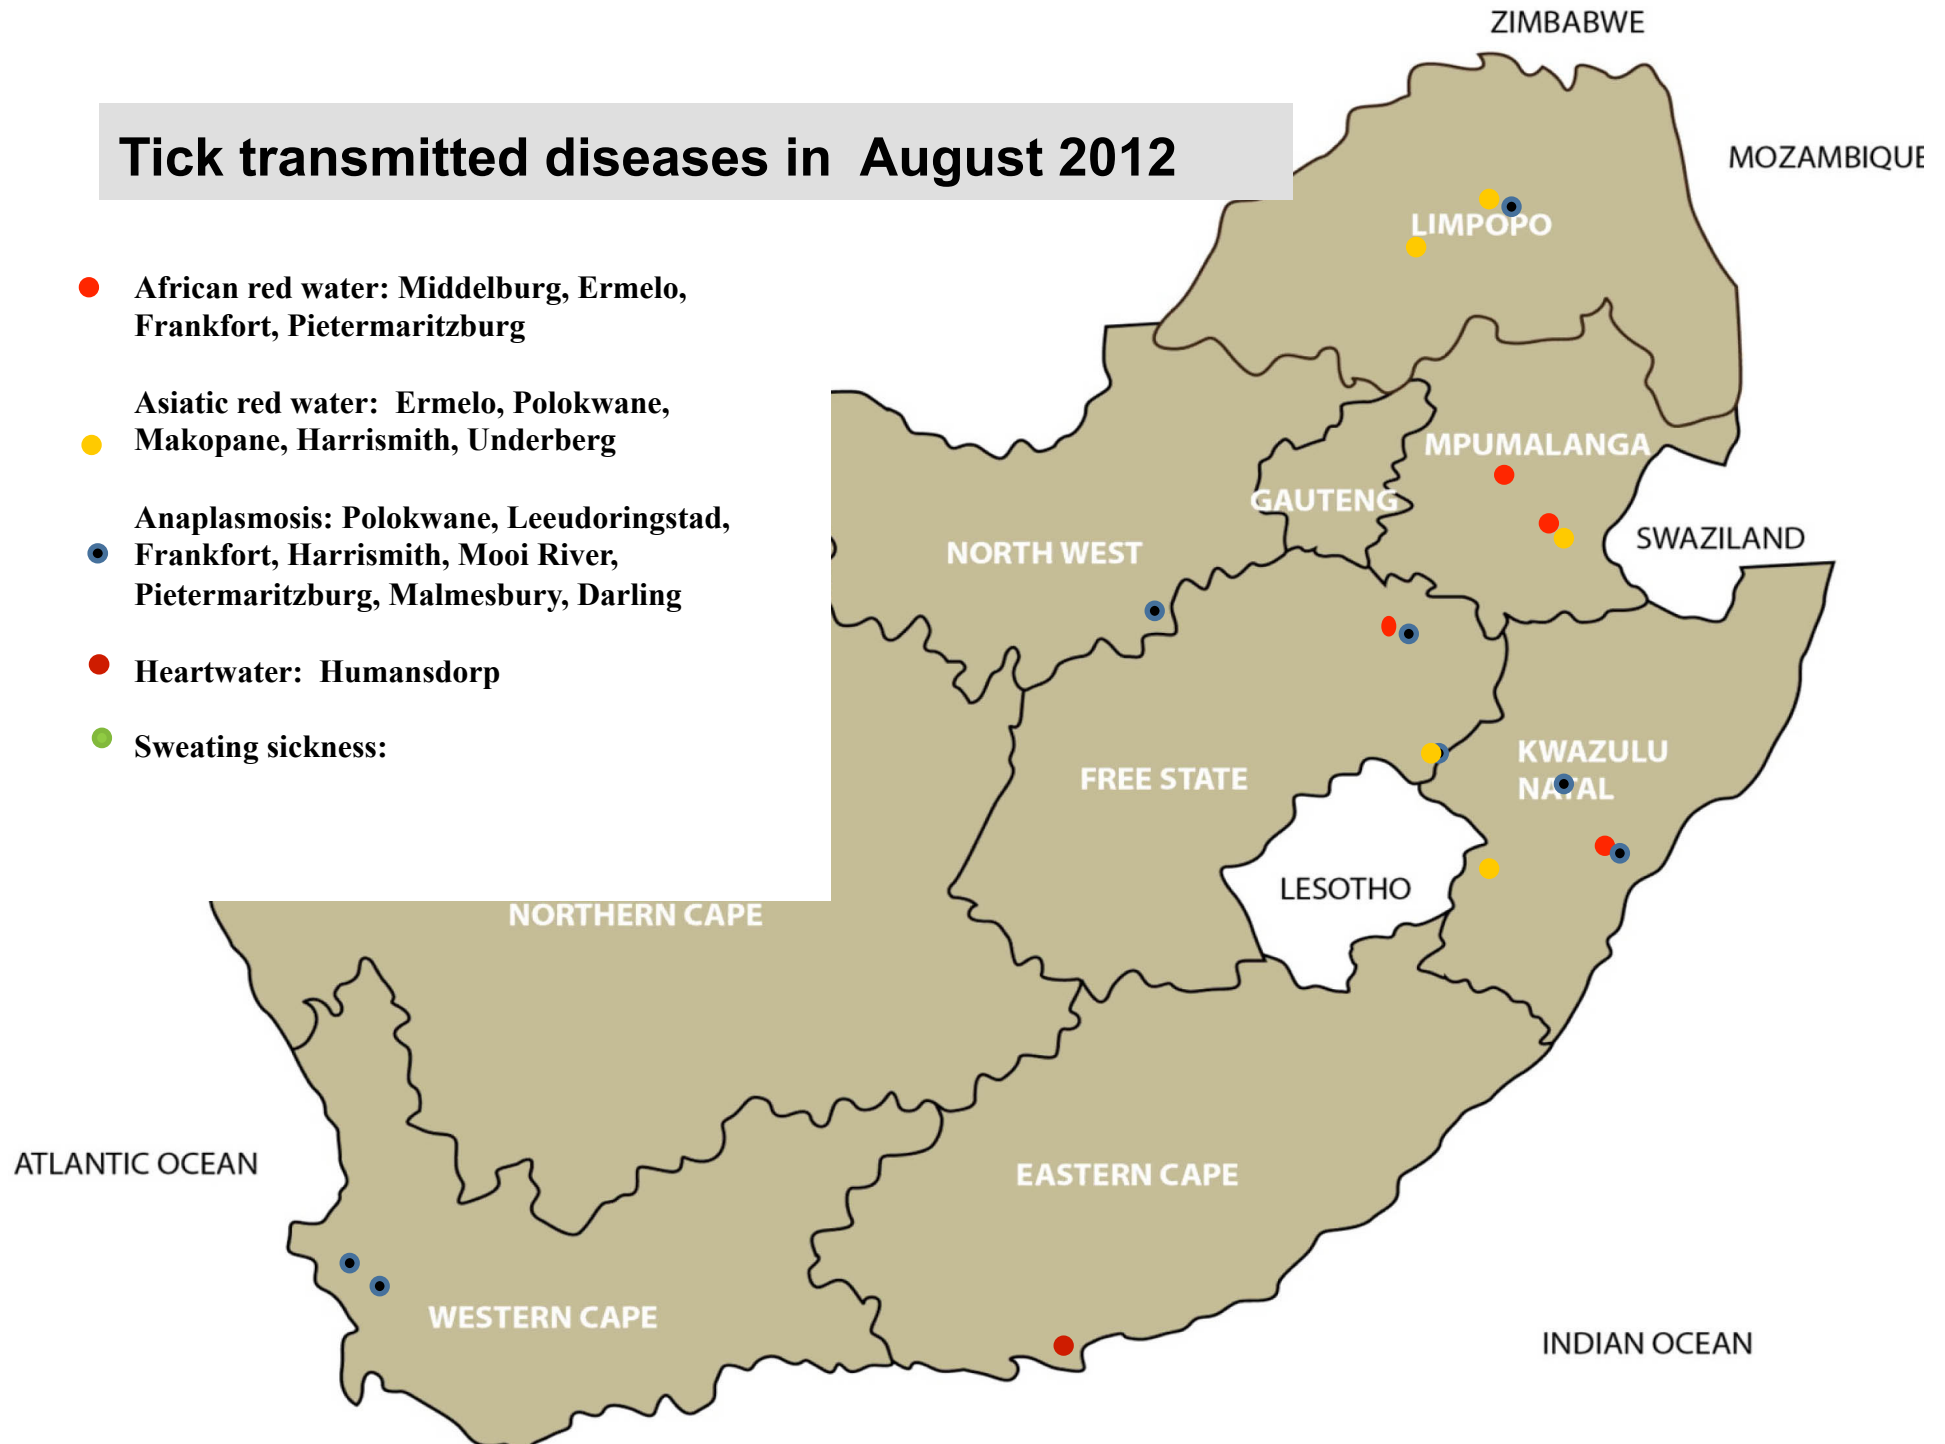 ZIMBABWE
Tick transmitted diseases in August 2012
MOZAMBIQUE
LIMPOPO
African red water: Middelburg, Ermelo,
Frankfort, Pietermaritzburg
Asiatic red water: Ermelo, Polokwane,
Makopane, Harrismith, Underberg
MPUMALANGA
GAUTENG
Anaplasmosis: Polokwane, Leeudoringstad,
Frankfort, Harrismith, Mooi River,
Pietermaritzburg, Malmesbury, Darling
SWAZILAND
NORTH WEST
Heartwater: Humansdorp
Sweating sickness:
KWAZULU
NATAL
FREE STATE
LESOTHO
NORTHERN CAPE
ATLANTIC OCEAN
EASTERN CAPE
WESTERN CAPE
INDIAN OCEAN